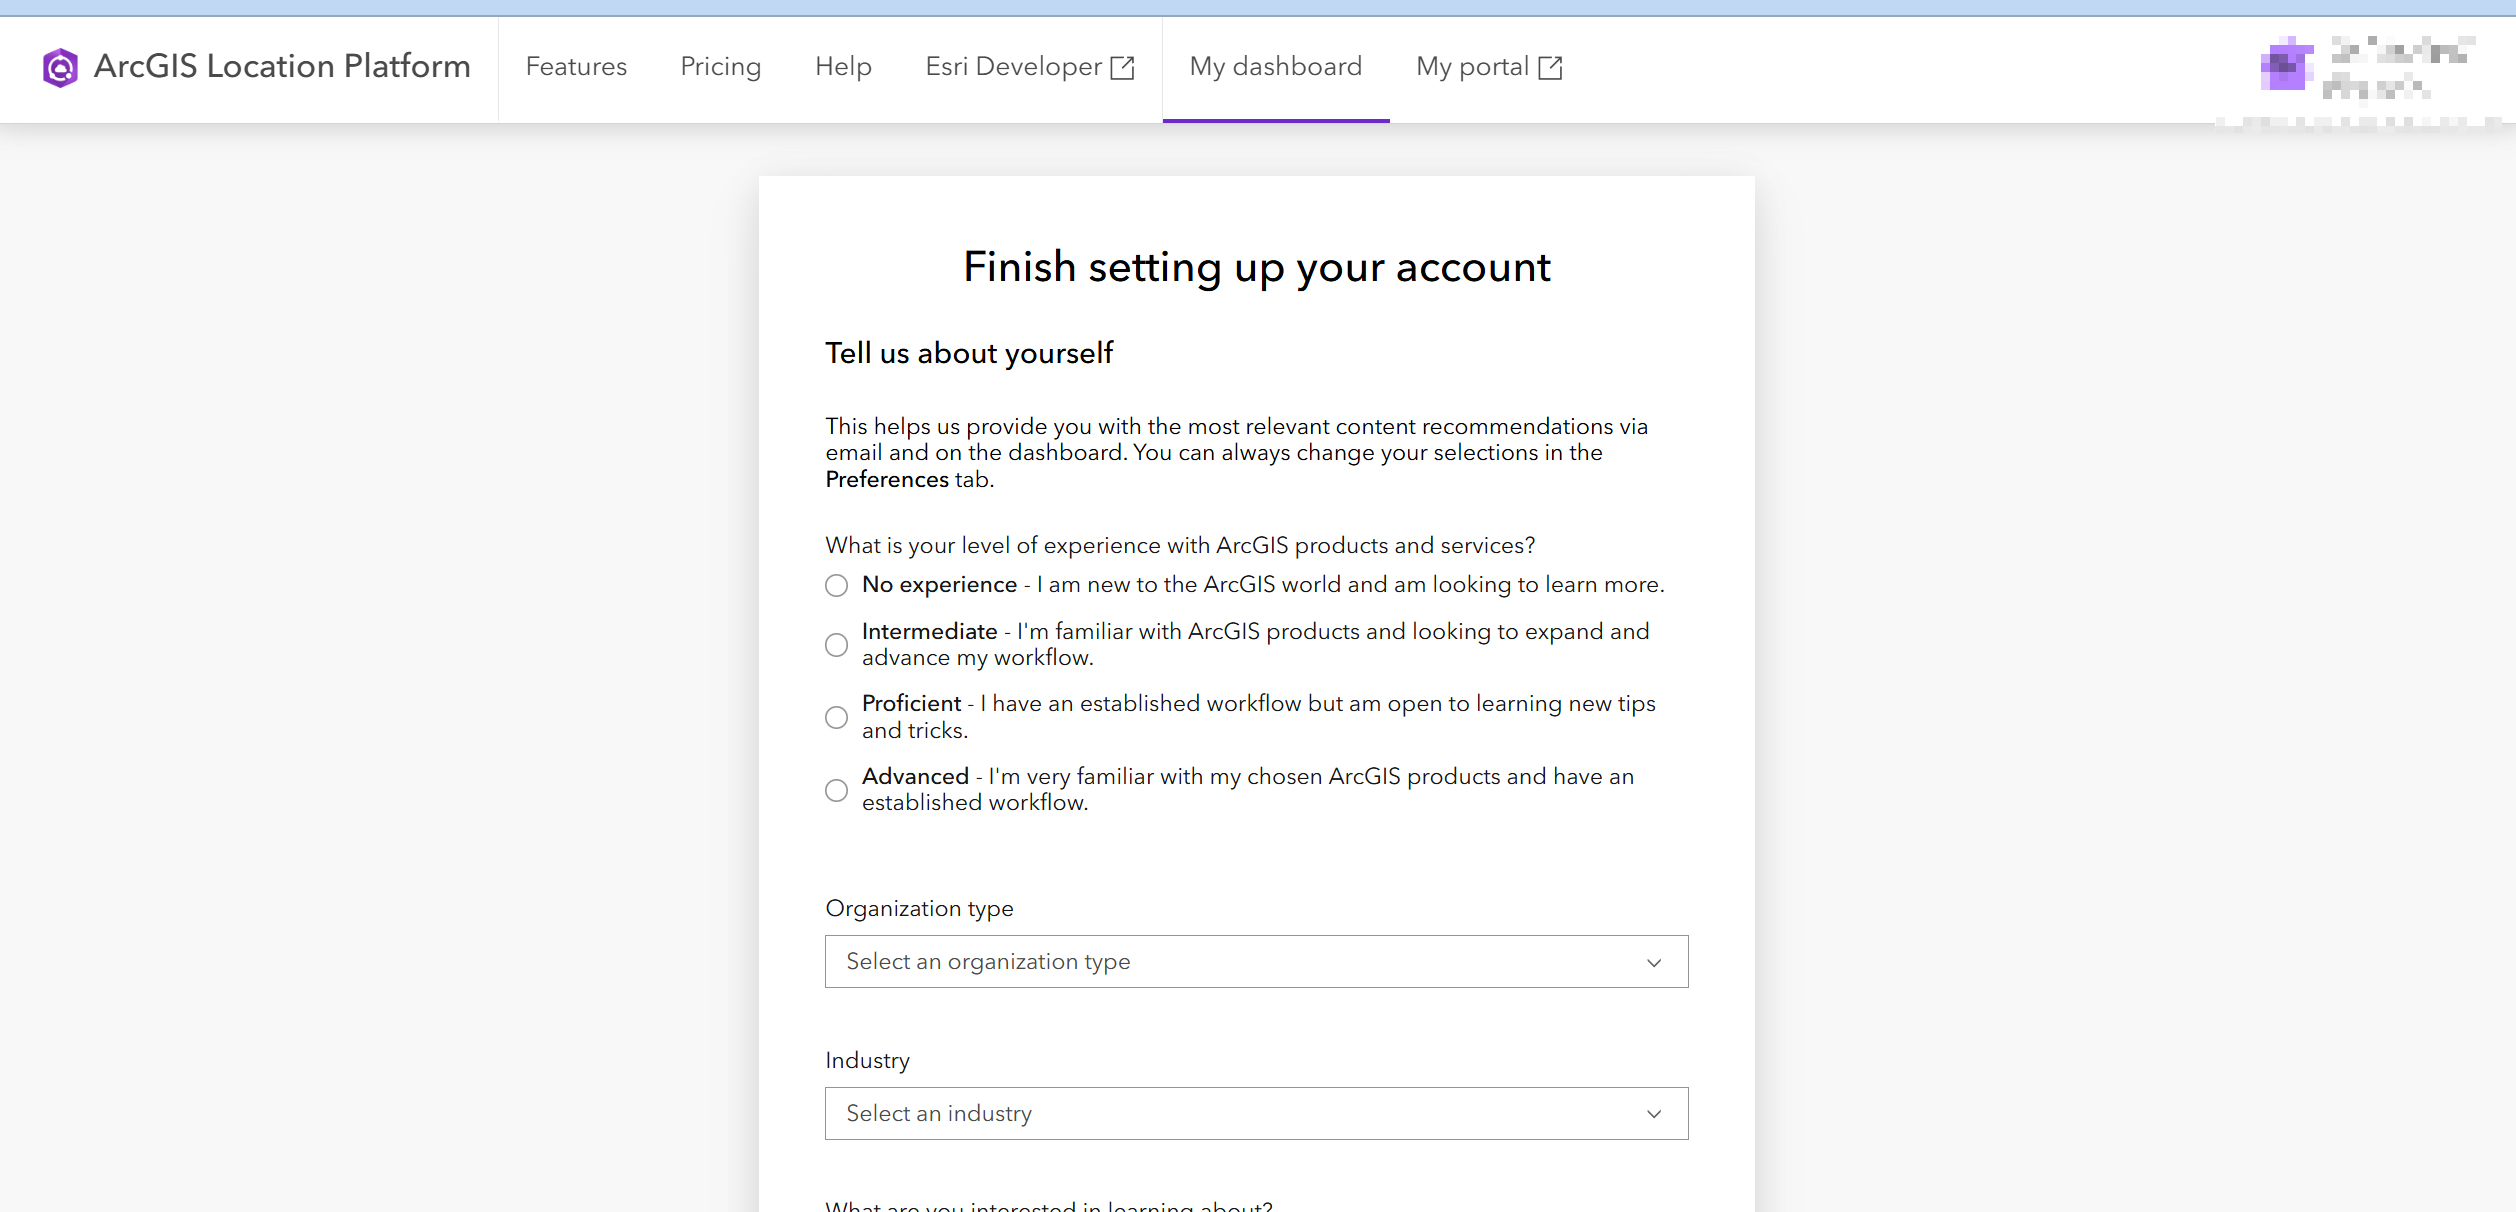 ArcGIS Location Platform
Features
Pricing
Help
Esri Developer
My dashboard
My portal
Finish setting up your account
Tell us about yourself
This helps us provide you with the most relevant content recommendations via
email and on the dashboard. You can always change your selections in the
Preferences tab.
What is your level of experience with ArcGIS products and services?
No experience - I am new to the ArcGIS world and am looking to learn more.
Intermediate - I'm familiar with ArcGIS products and looking to expand and
advance my workflow.
Proficient - I have an established workflow but am open to learning new tips
and tricks.
Advanced - I'm very familiar with my chosen ArcGIS products and have an
established workflow.
Organization type
Select an organization type
Industry
Select an industry
What are you interested in learning about?